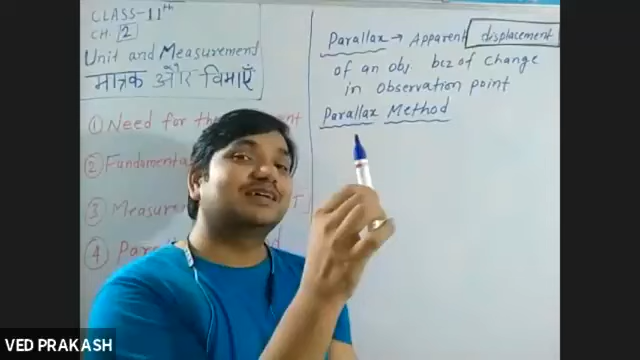 CLASS-11th
CH 2
Unit and Measurement
मात्रक और विमाएँ
① Need for the
② Fundamenta
③ Measure
④ Par
Parallax → Apparent displacement
of an obj bcz of change
in observation point
Parallax Method
VED PRAKASH